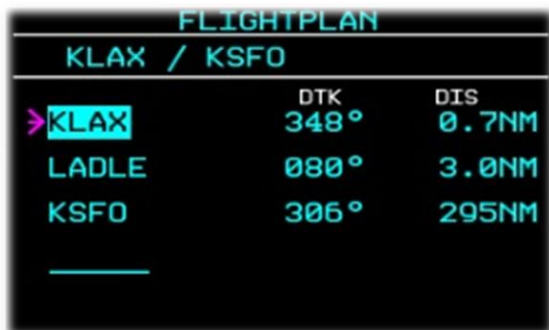 FLIGHTPLAN
KLAX / KSFO
DTK DIS
KLAX 348° 0.7NM
LADLE 080° 3.0NM
KSFO 306° 295NM